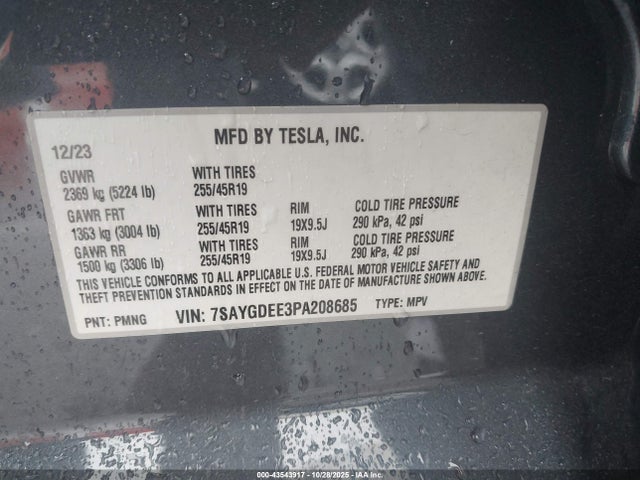 MFD BY TESLA, INC.
12/23
GVWR WITH TIRES
2369 kg (5224 lb) 255/45R19
GAWR FRT WITH TIRES RIM COLD TIRE PRESSURE
1363 kg (3004 lb) 255/45R19 19X9.5J 290 kPa, 42 psi
GAWR RR WITH TIRES RIM COLD TIRE PRESSURE
1500 kg (3306 lb) 255/45R19 19X9.5J 290 kPa, 42 psi
THIS VEHICLE CONFORMS TO ALL APPLICABLE U.S. FEDERAL MOTOR VEHICLE SAFETY AND
THEFT PREVENTION STANDARDS IN EFFECT ON THE DATE OF MANUFACTURE SHOWN ABOVE.
PNT: PMNG VIN: 7SAYGDEE3PA208685 TYPE: MPV
000-43543917 - 10/28/2025 - IAA Inc.